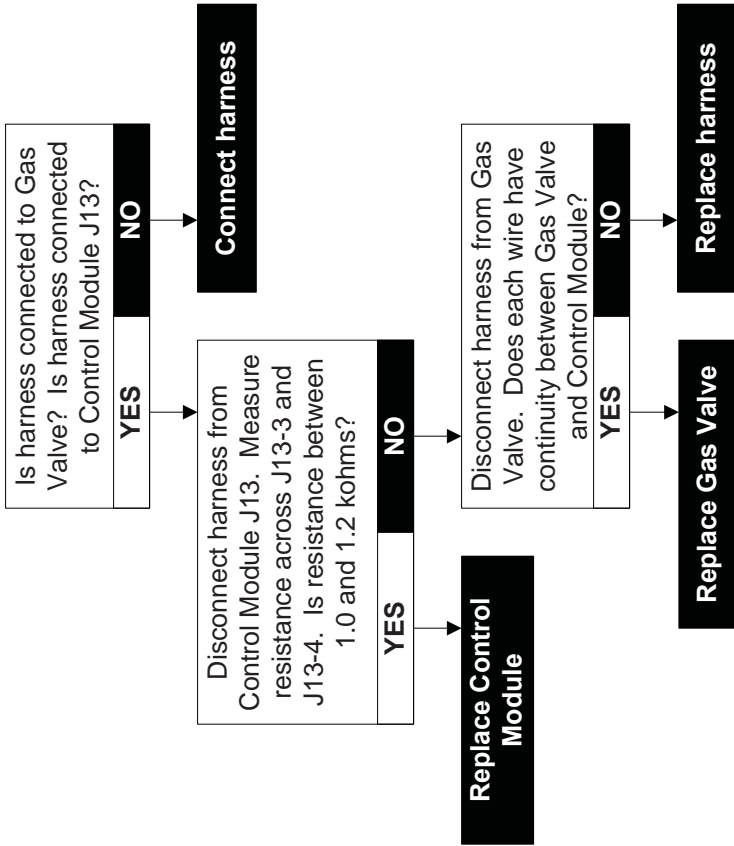 Is harness connected to Gas
Valve?  Is harness connected
to Control Module J13?
YES
NO
Connect harness
Disconnect harness from
Control Module J13.  Measure
resistance across J13-3 and
J13-4.  Is resistance between
1.0 and 1.2 kohms?
YES
NO
Replace Control
Module
Disconnect harness from Gas
Valve.  Does each wire have
continuity between Gas Valve
and Control Module?
YES
NO
Replace Gas Valve
Replace harness